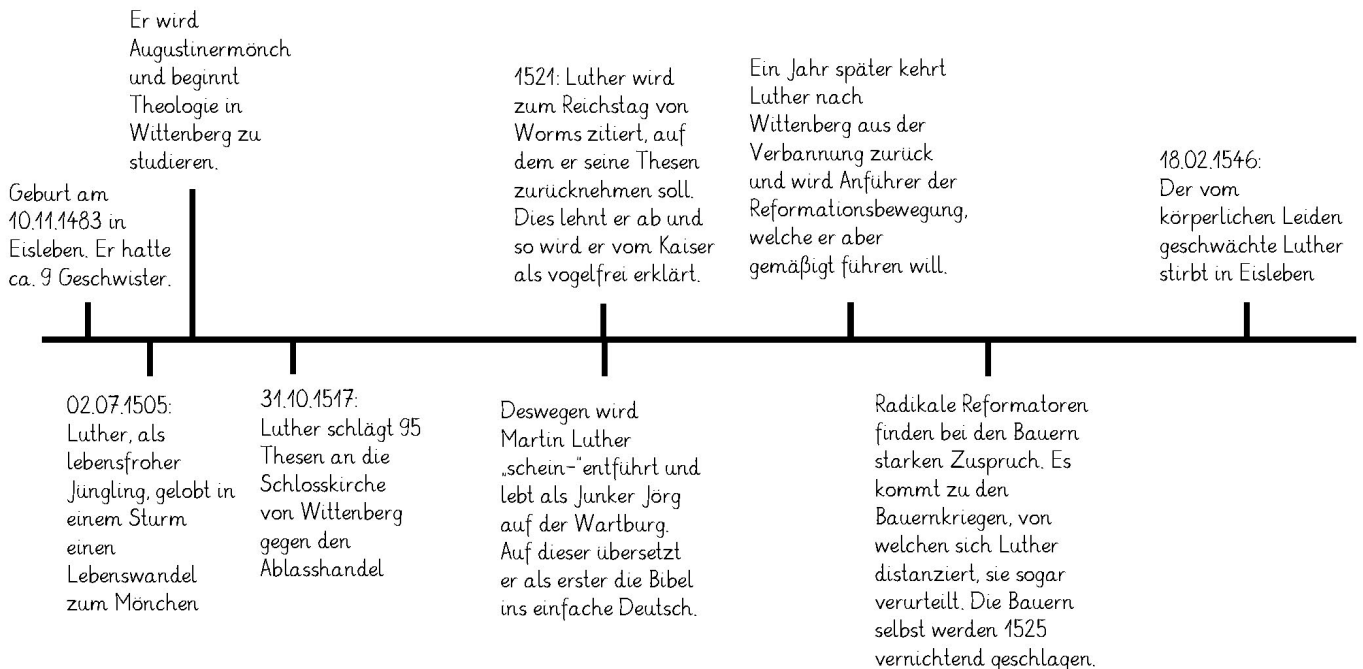 Geburt am
10.11.1483 in
Eisleben. Er hatte
ca. 9 Geschwister.
02.07.1505:
Luther, als
lebensfroher
Jüngling, gelobt in
einem Sturm
einen
Lebenswandel
zum Mönchen
Er wird
Augustinermönch
und beginnt
Theologie in
Wittenberg zu
studieren.
31.10.1517:
Luther schlägt 95
Thesen an die
Schlosskirche
von Wittenberg
gegen den
Ablasshandel
1521: Luther wird
zum Reichstag von
Worms zitiert, auf
dem er seine Thesen
zurücknehmen soll.
Dies lehnt er ab und
so wird er vom Kaiser
als vogelfrei erklärt.
Deswegen wird
Martin Luther
„schein-"entführt und
lebt als Junker Jörg
auf der Wartburg.
Auf dieser übersetzt
er als erster die Bibel
ins einfache Deutsch.
Ein Jahr später kehrt
Luther nach
Wittenberg aus der
Verbannung zurück
und wird Anführer der
Reformationsbewegung,
welche er aber
gemäßigt führen will.
Radikale Reformatoren
finden bei den Bauern
starken Zuspruch. Es
kommt zu den
Bauernkriegen, von
welchen sich Luther
distanziert, sie sogar
verurteilt. Die Bauern
selbst werden 1525
vernichtend geschlagen.
18.02.1546:
Der vom
körperlichen Leiden
geschwächte Luther
stirbt in Eisleben